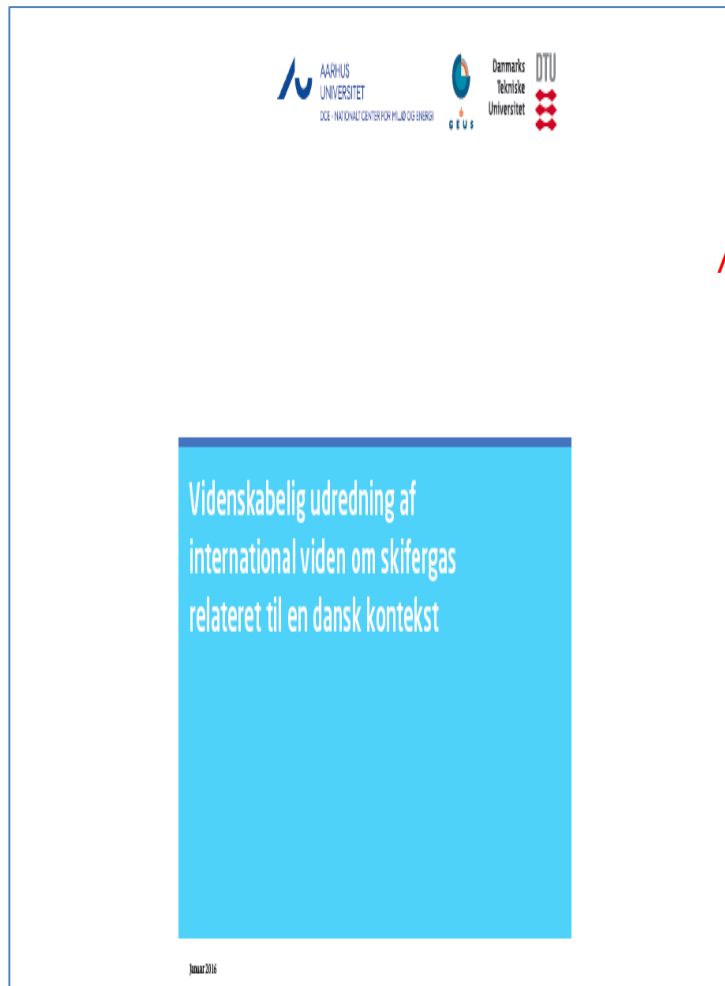 AARHUS
UNIVERSITET
DCE - NATIONALT CENTER FOR MILJØ OG ENERGI
G E U S
Danmarks
Tekniske
Universitet
DTU
Videnskabelig udredning af
international viden om skifergas
relateret til en dansk kontekst
Januar 2016